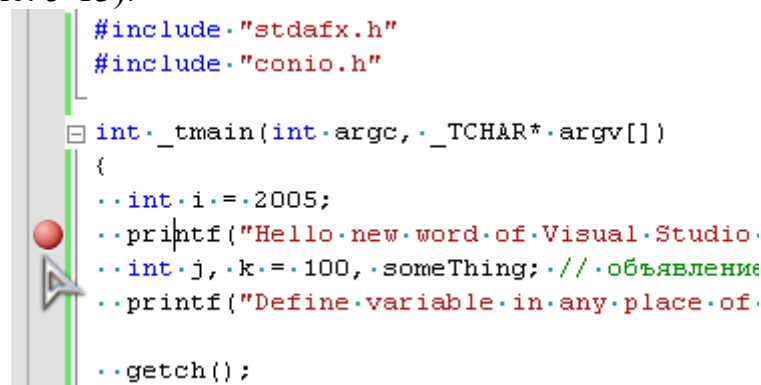 #include "stdafx.h"
#include "conio.h"
int _tmain(int argc, _TCHAR* argv[])
{
int i = 2005;
printf("Hello new word of Visual Studio
int j, k = 100, someThing; // объявление
printf("Define variable in any place of
getch();